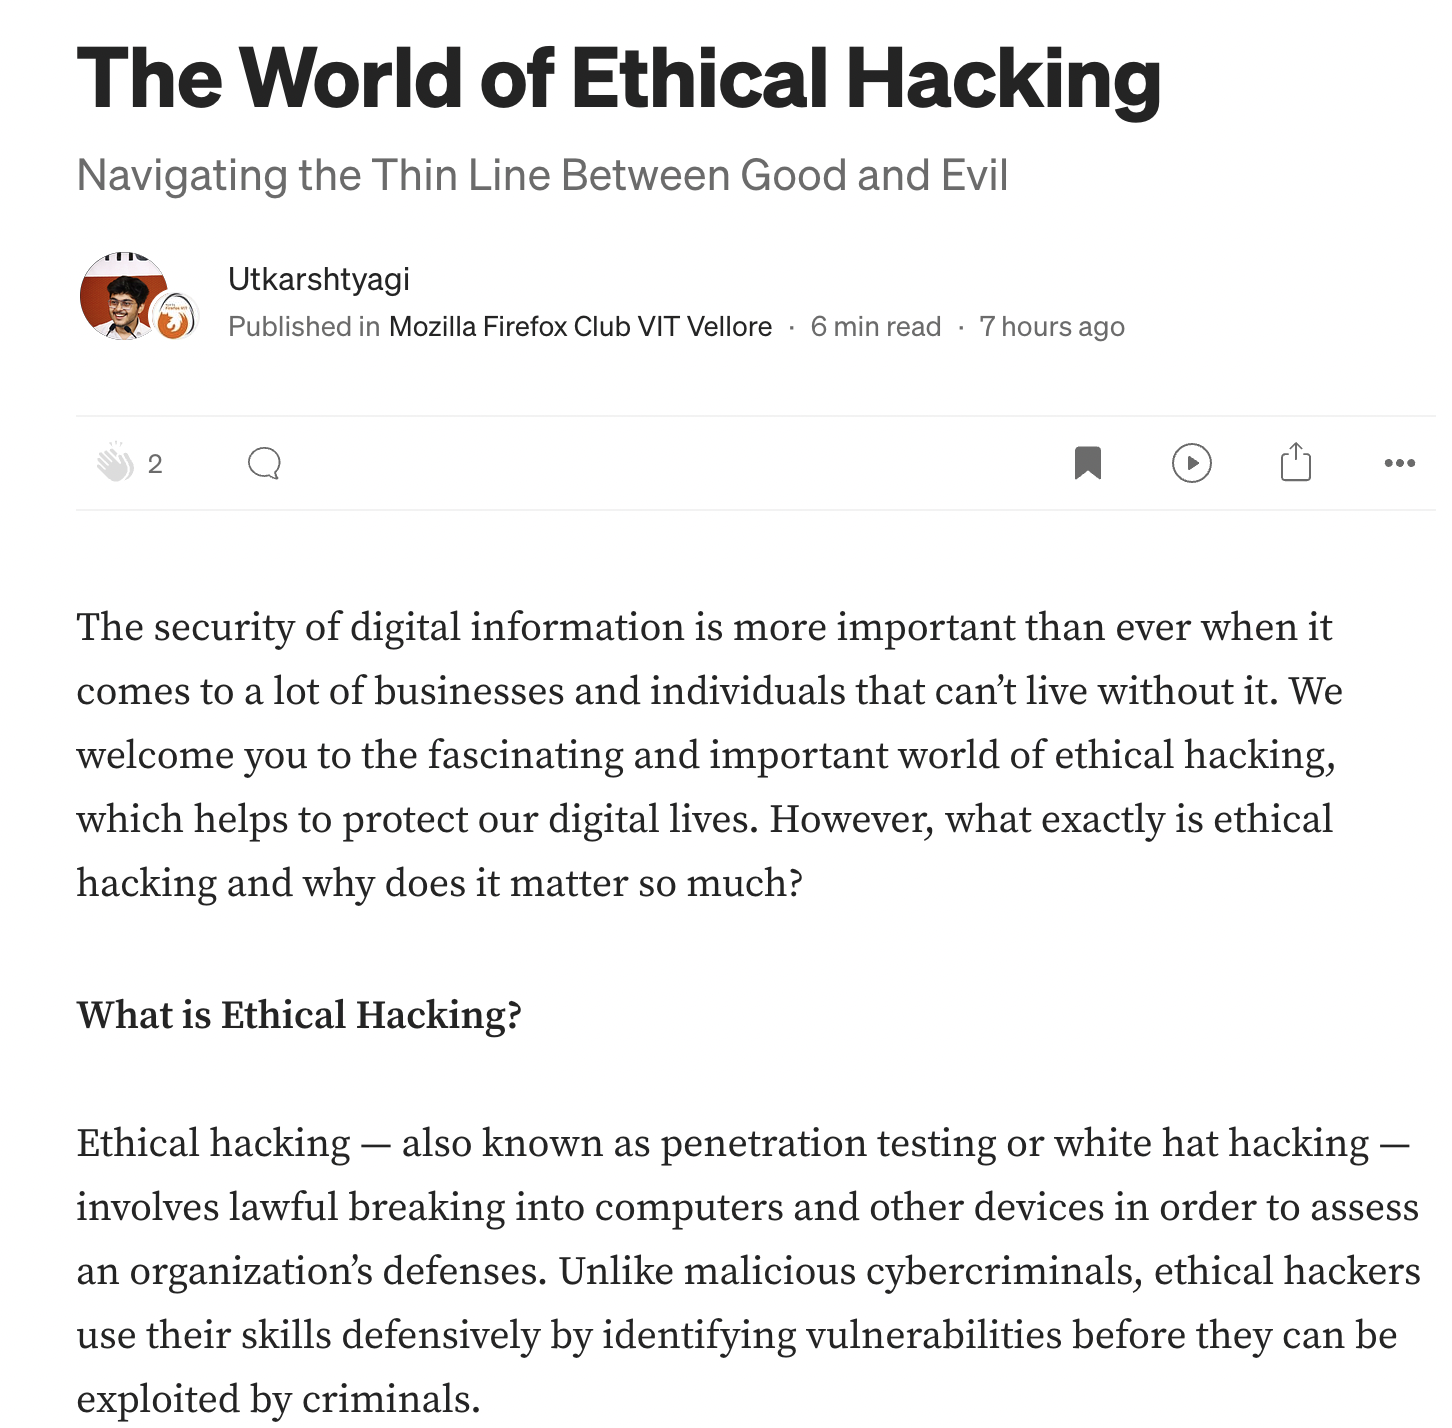 The World of Ethical Hacking
Navigating the Thin Line Between Good and Evil
Utkarshtyagi
Published in Mozilla Firefox Club VIT Vellore · 6 min read · 7 hours ago
2
The security of digital information is more important than ever when it
comes to a lot of businesses and individuals that can’t live without it. We
welcome you to the fascinating and important world of ethical hacking,
which helps to protect our digital lives. However, what exactly is ethical
hacking and why does it matter so much?
What is Ethical Hacking?
Ethical hacking — also known as penetration testing or white hat hacking —
involves lawful breaking into computers and other devices in order to assess
an organization’s defenses. Unlike malicious cybercriminals, ethical hackers
use their skills defensively by identifying vulnerabilities before they can be
exploited by criminals.